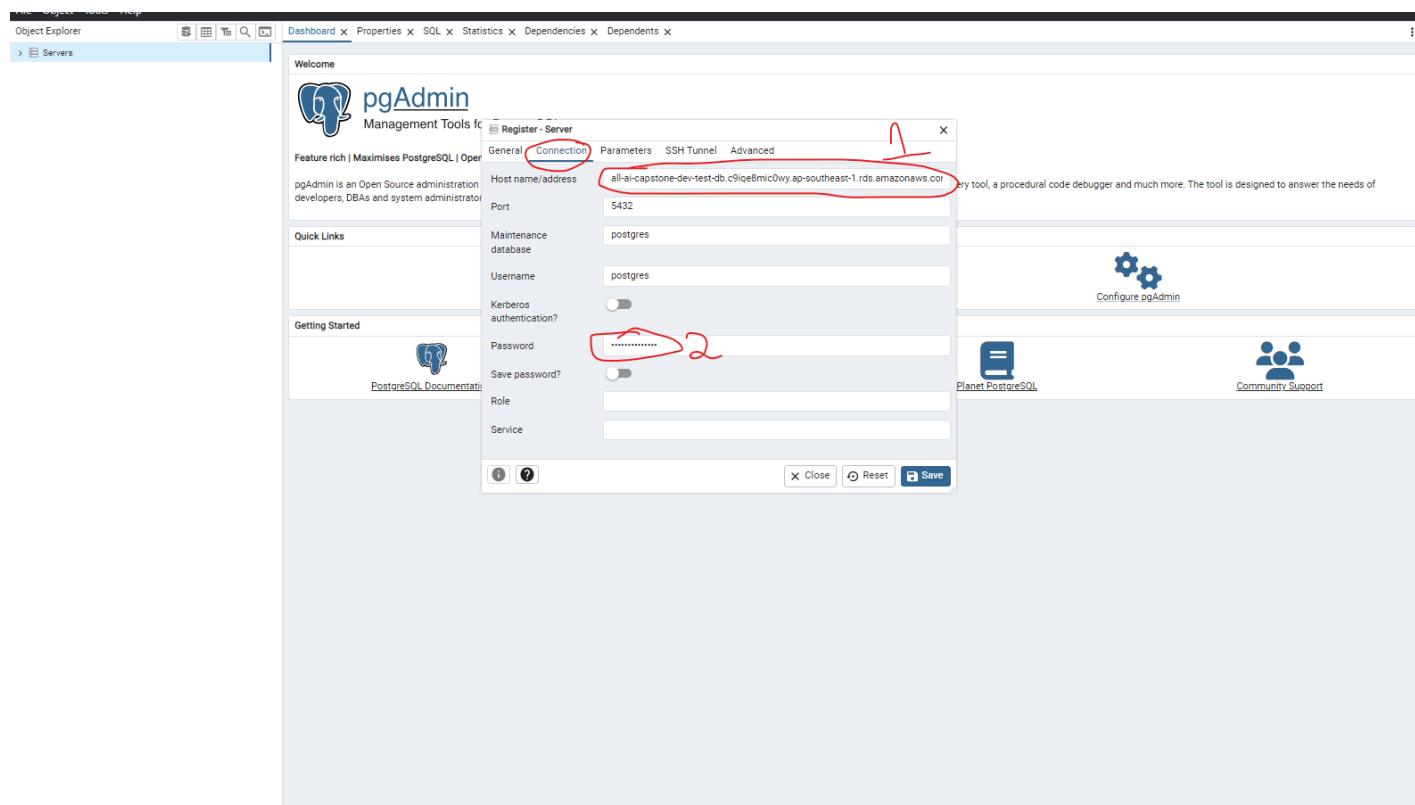 File Object Tools Help
Object Explorer
Dashboard x Properties x SQL x Statistics x Dependencies x Dependents x
Servers
Welcome
pgAdmin
Management Tools fo
Feature rich | Maximises PostgreSQL | Oper
pgAdmin is an Open Source administration
ery tool, a procedural code debugger and much more. The tool is designed to answer the needs of
developers, DBAs and system administrator
Quick Links
Configure pgAdmin
Getting Started
PostgreSQL Documentati
Planet PostgreSQL
Community Support
Register - Server
General Connection Parameters SSH Tunnel Advanced
1
Host name/address
all-ai-capstone-dev-test-db.c9iqe8mic0wy.ap-southeast-1.rds.amazonaws.cor
Port
5432
Maintenance
database
postgres
Username
postgres
Kerberos
authentication?
Password
••••••••••••••
2
Save password?
Role
Service
Close Reset Save